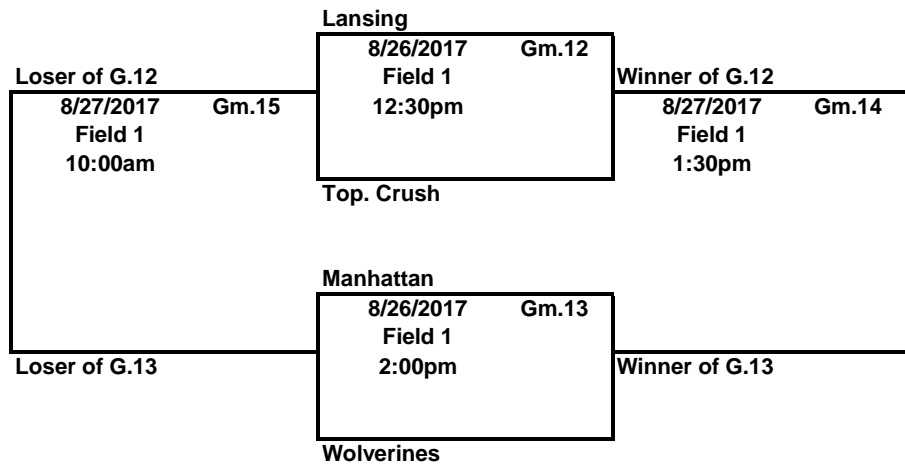 Lansing
8/26/2017 Gm.12
Loser of G.12 Field 1 Winner of G.12
8/27/2017 Gm.15 12:30pm 8/27/2017 Gm.14
Field 1 Field 1
10:00am 1:30pm
Top. Crush
Manhattan
8/26/2017 Gm.13
Field 1
Loser of G.13 2:00pm Winner of G.13
Wolverines